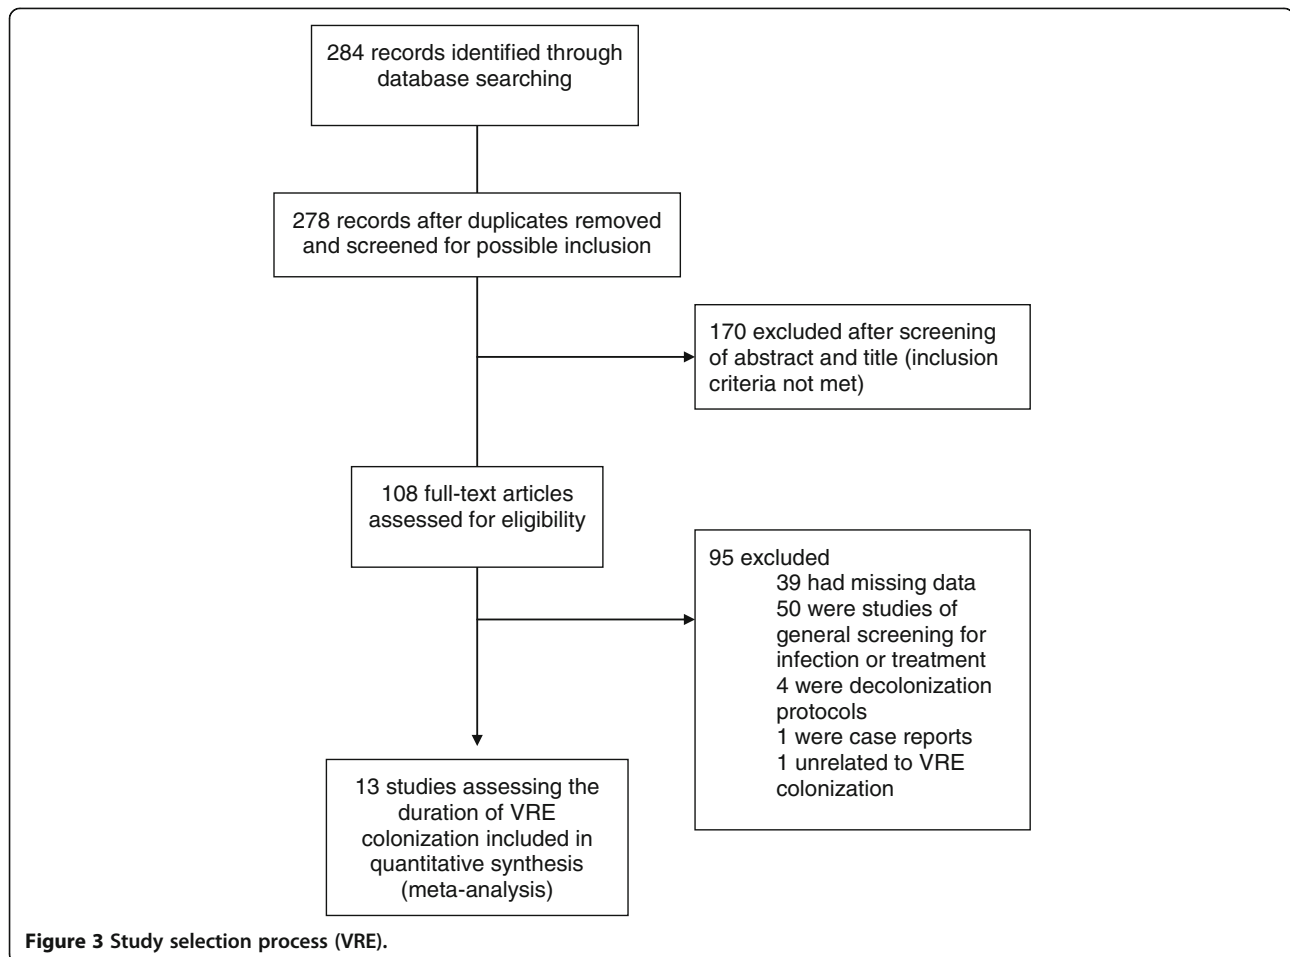 284 records identified through
database searching
278 records after duplicates removed
and screened for possible inclusion
170 excluded after screening
of abstract and title (inclusion
criteria not met)
108 full-text articles
assessed for eligibility
95 excluded
39 had missing data
50 were studies of
general screening for
infection or treatment
4 were decolonization
protocols
1 were case reports
1 unrelated to VRE
colonization
13 studies assessing the
duration of VRE
colonization included in
quantitative synthesis
(meta-analysis)
Figure 3 Study selection process (VRE).